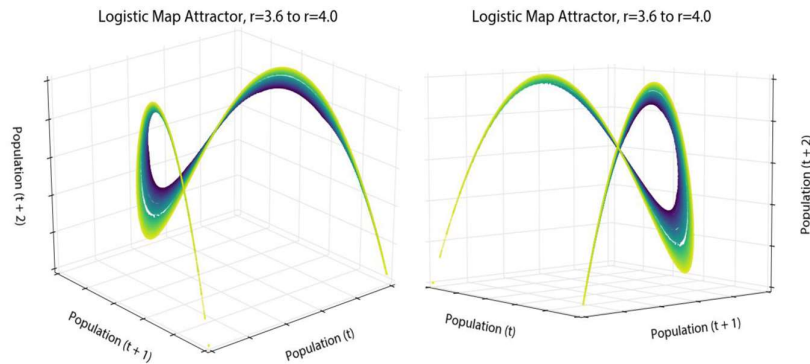 Logistic Map Attractor, r=3.6 to r=4.0
Population (t + 2)
Population (t + 1)
Population (t)
Logistic Map Attractor, r=3.6 to r=4.0
Population (t + 2)
Population (t)
Population (t + 1)